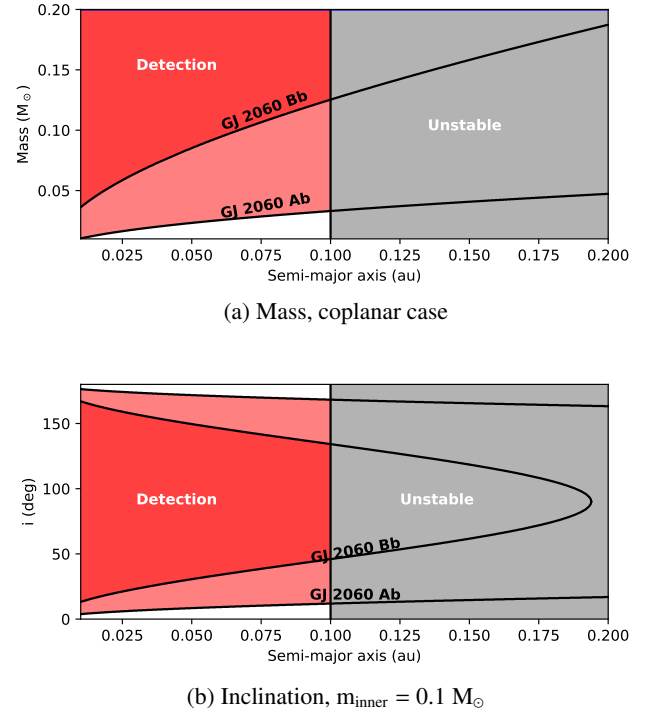 0.20
0.15
0.10
0.05
Mass (M⊙)
Detection
GJ 2060 Bb
Unstable
GJ 2060 Ab
0.025 0.050 0.075 0.100 0.125 0.150 0.175 0.200
Semi-major axis (au)
(a) Mass, coplanar case
150
100
50
0
i (deg)
Detection
Unstable
GJ 2060 Bb
GJ 2060 Ab
0.025 0.050 0.075 0.100 0.125 0.150 0.175 0.200
Semi-major axis (au)
(b) Inclination, m_inner = 0.1 M⊙